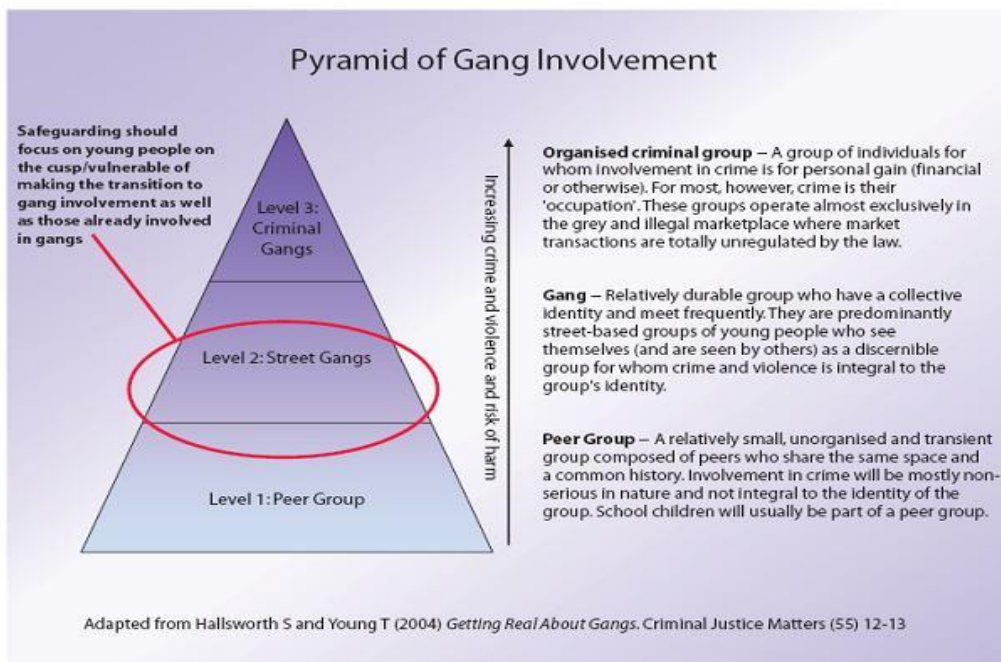 Pyramid of Gang Involvement
Safeguarding should
focus on young people on
the cusp/vulnerable of
making the transition to
gang involvement as well
as those already involved
in gangs
Level 3:
Criminal
Gangs
Level 2: Street Gangs
Level 1: Peer Group
Increasing crime and violence and risk of harm
Organised criminal group – A group of individuals for
whom involvement in crime is for personal gain (financial
or otherwise). For most, however, crime is their
'occupation'. These groups operate almost exclusively in
the grey and illegal marketplace where market
transactions are totally unregulated by the law.
Gang – Relatively durable group who have a collective
identity and meet frequently. They are predominantly
street-based groups of young people who see
themselves (and are seen by others) as a discernible
group for whom crime and violence is integral to the
group's identity.
Peer Group – A relatively small, unorganised and transient
group composed of peers who share the same space and
a common history. Involvement in crime will be mostly non-
serious in nature and not integral to the identity of the
group. School children will usually be part of a peer group.
Adapted from Hallsworth S and Young T (2004) Getting Real About Gangs. Criminal Justice Matters (55) 12-13